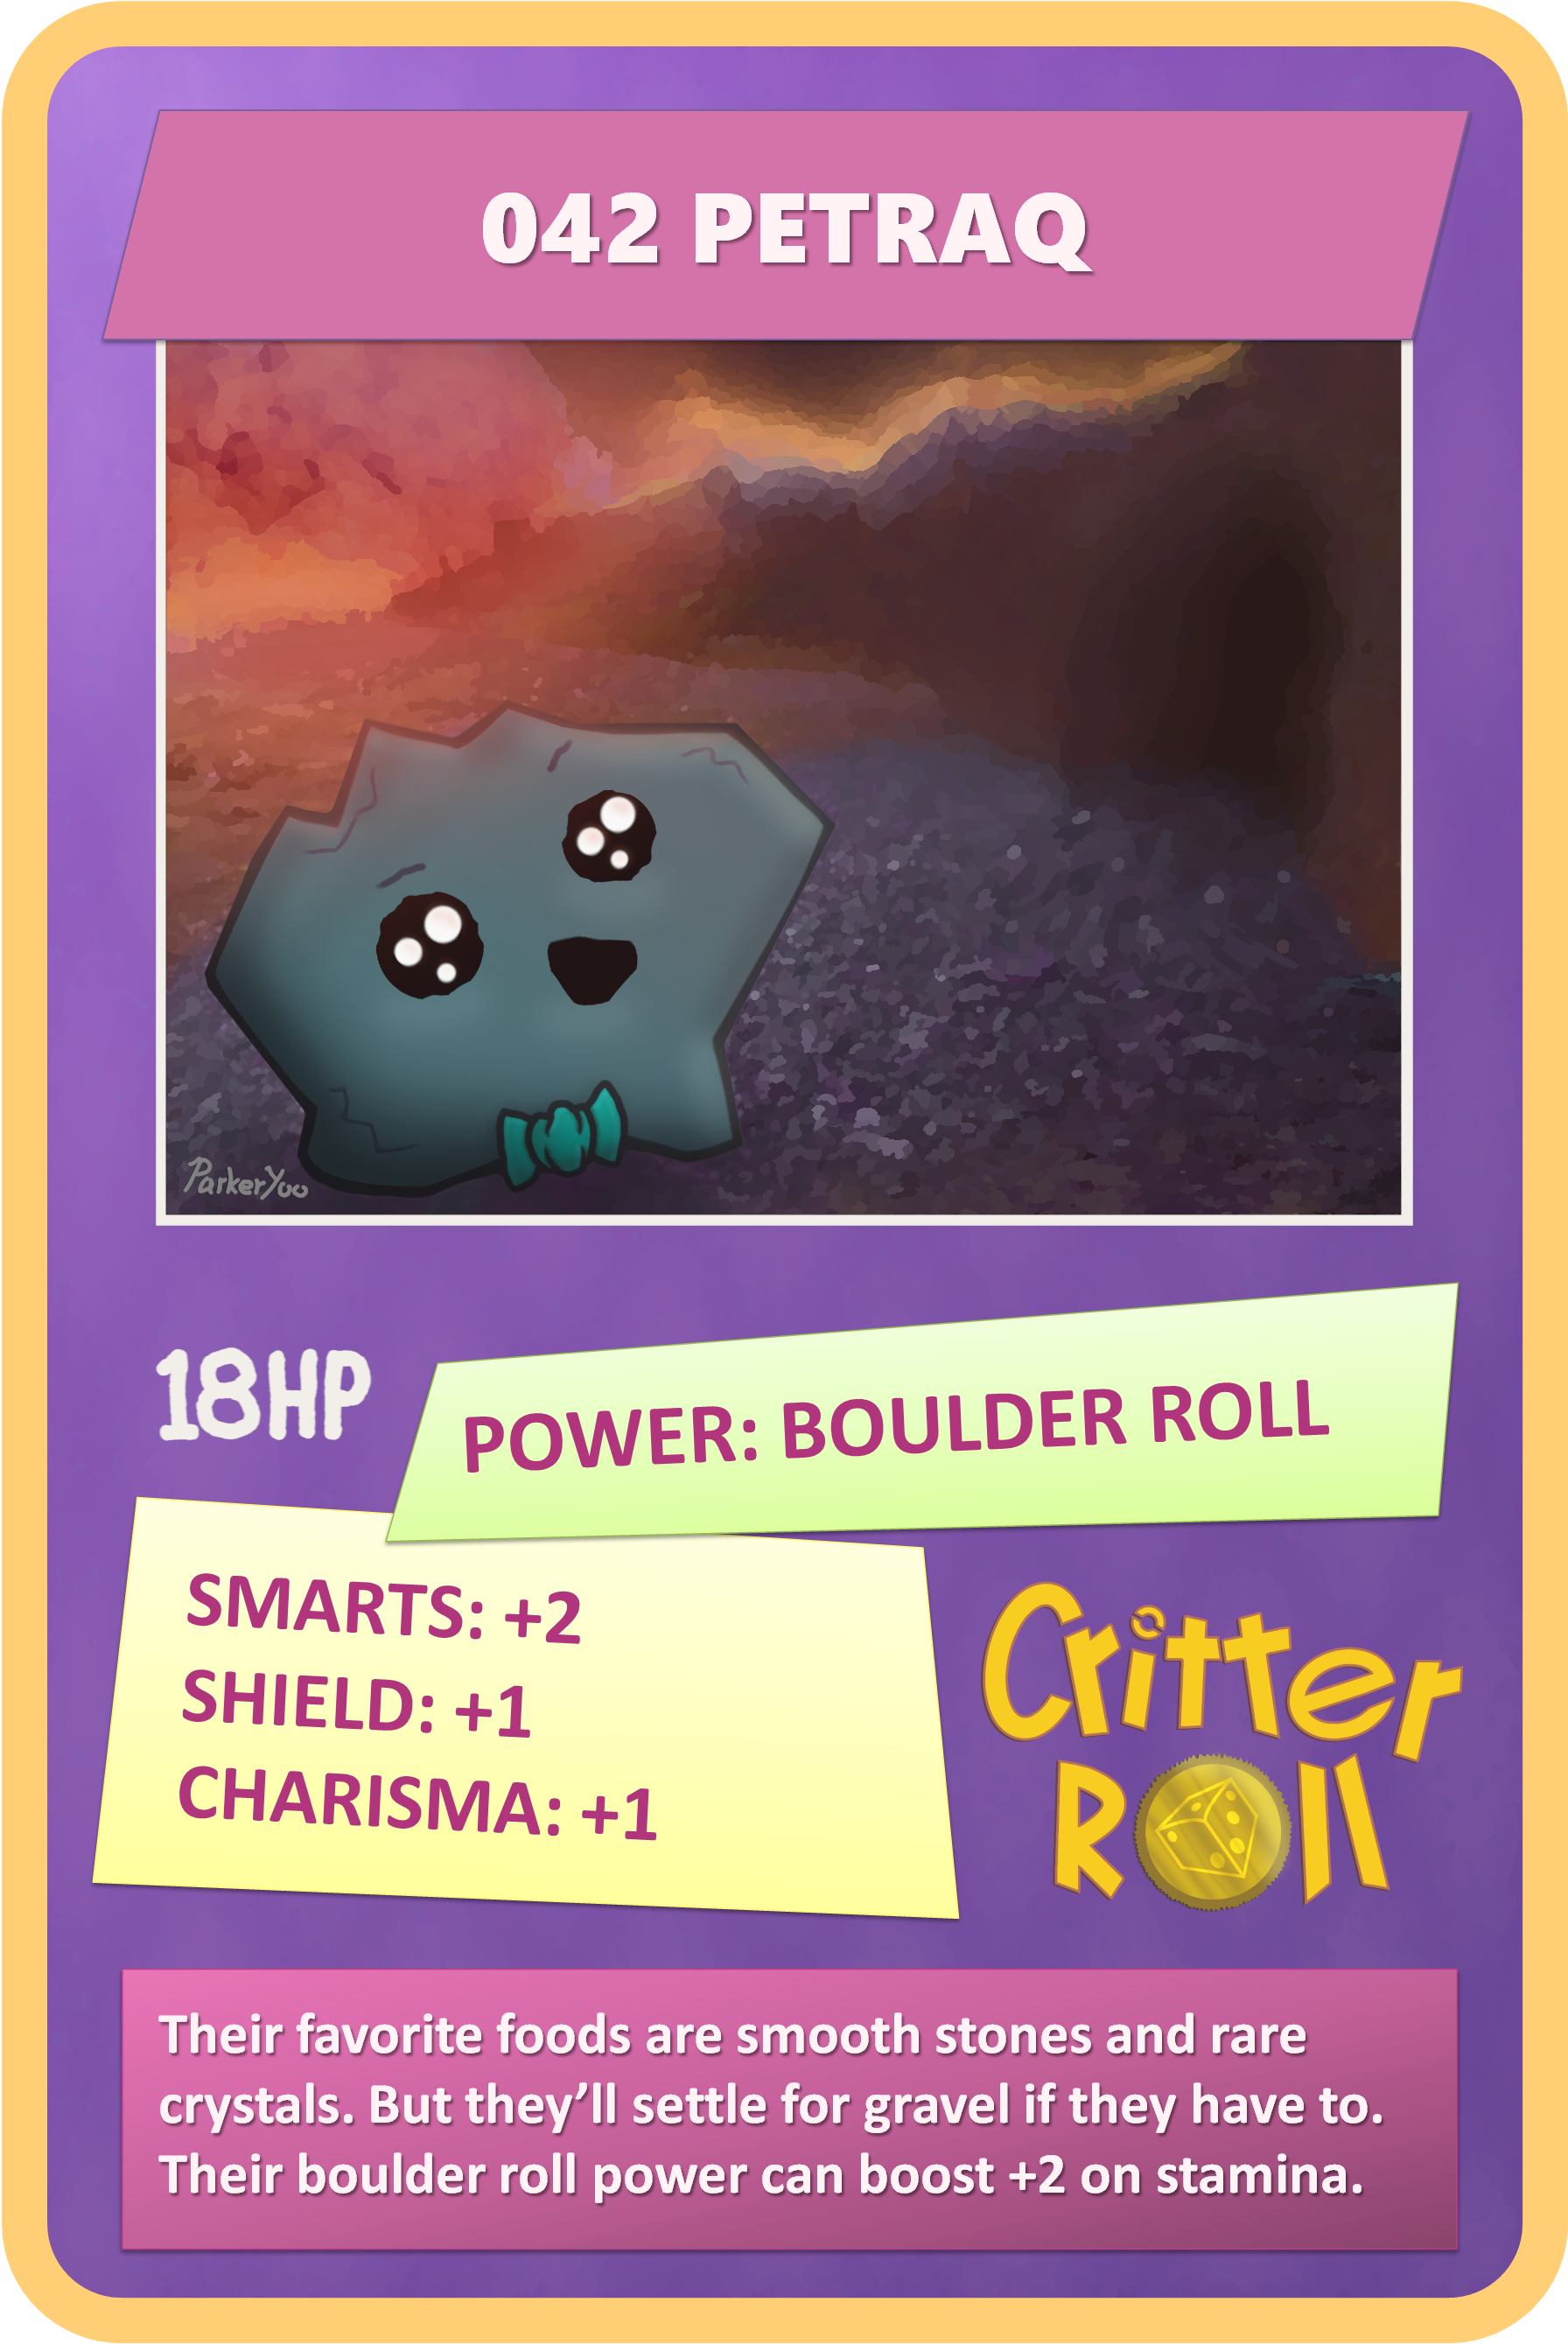 042 PETRAQ
ParkerYoo
18HP
POWER: BOULDER ROLL
SMARTS: +2
SHIELD: +1
CHARISMA: +1
Critter
Roll
Their favorite foods are smooth stones and rare
crystals. But they’ll settle for gravel if they have to.
Their boulder roll power can boost +2 on stamina.